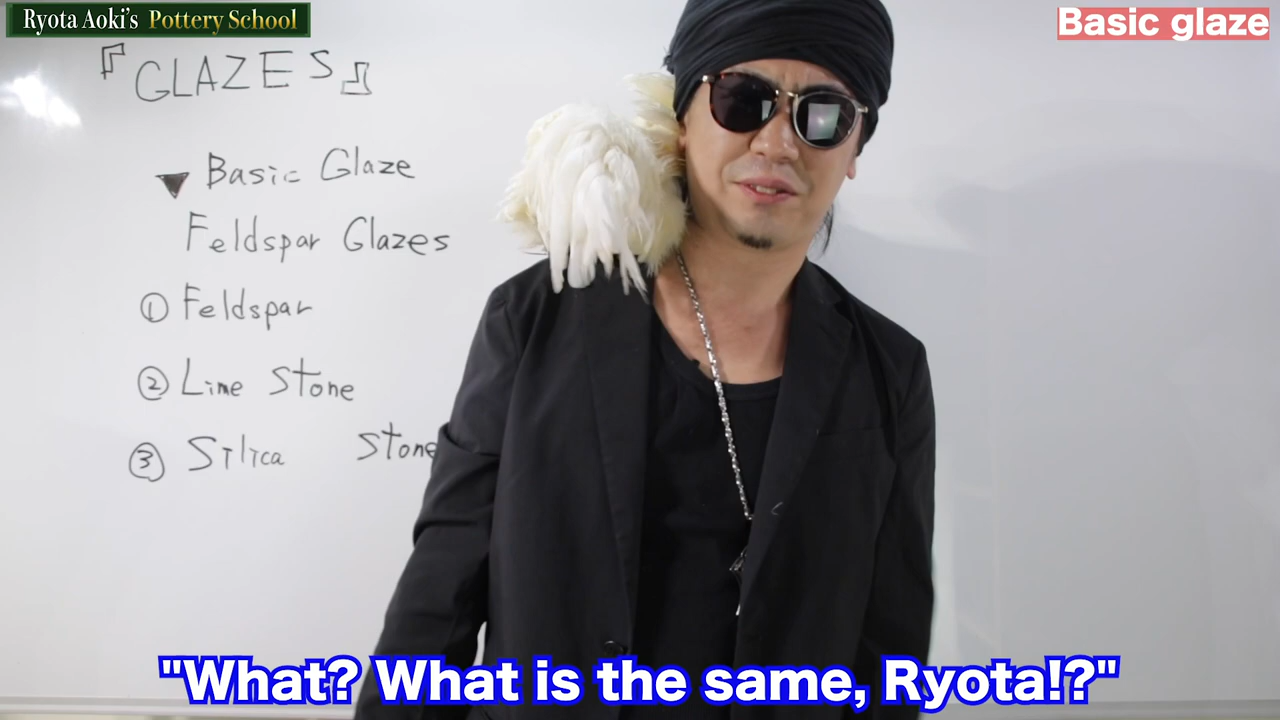 Ryota Aoki's Pottery School
Basic glaze
『GLAZES』
▼ Basic Glaze
Feldspar Glazes
① Feldspar
② Lime Stone
③ Silica Stone
"What? What is the same, Ryota!?"